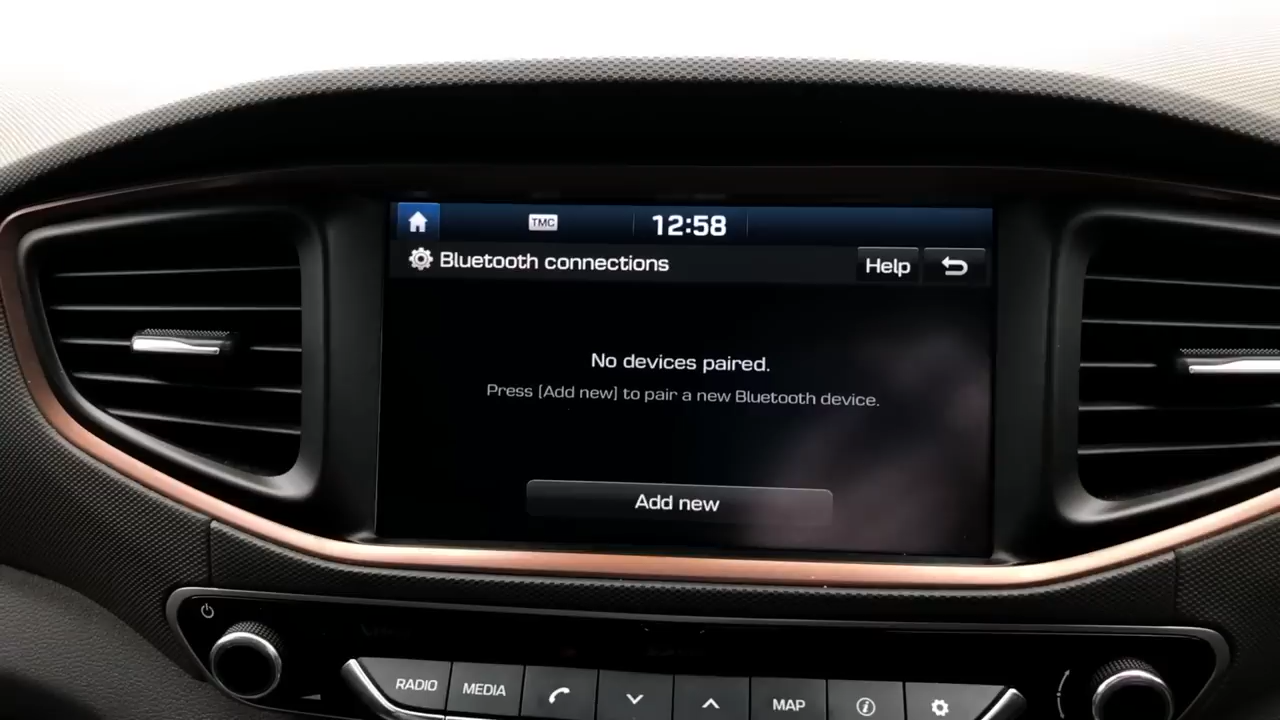 TMC
12:58
Bluetooth connections
Help
No devices paired.
Press [Add new] to pair a new Bluetooth device.
Add new
RADIO
MEDIA
MAP